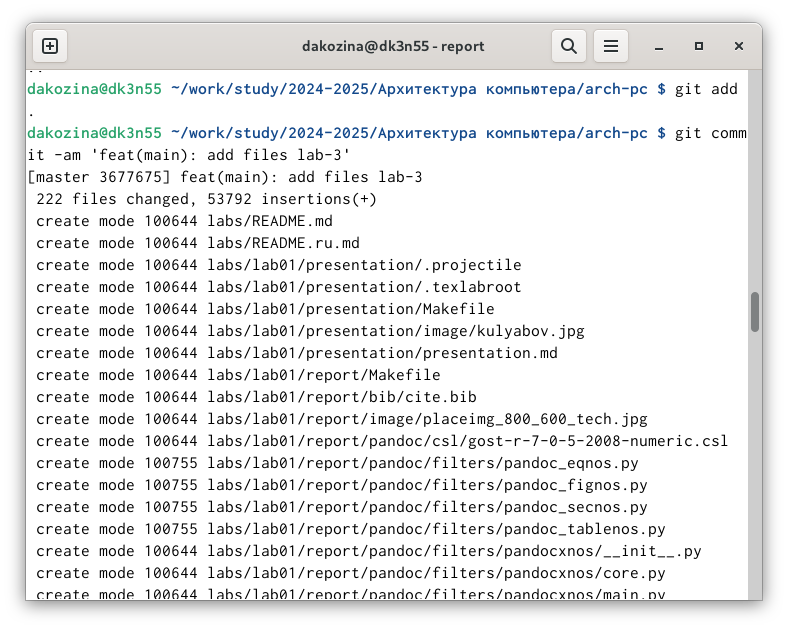 dakozina@dk3n55 - report
dakozina@dk3n55 ~/work/study/2024-2025/Архитектура компьютера/arch-pc $ git add
.
dakozina@dk3n55 ~/work/study/2024-2025/Архитектура компьютера/arch-pc $ git comm
it -am 'feat(main): add files lab-3'
[master 3677675] feat(main): add files lab-3
 222 files changed, 53792 insertions(+)
 create mode 100644 labs/README.md
 create mode 100644 labs/README.ru.md
 create mode 100644 labs/lab01/presentation/.projectile
 create mode 100644 labs/lab01/presentation/.texlabroot
 create mode 100644 labs/lab01/presentation/Makefile
 create mode 100644 labs/lab01/presentation/image/kulyabov.jpg
 create mode 100644 labs/lab01/presentation/presentation.md
 create mode 100644 labs/lab01/report/Makefile
 create mode 100644 labs/lab01/report/bib/cite.bib
 create mode 100644 labs/lab01/report/image/placeimg_800_600_tech.jpg
 create mode 100644 labs/lab01/report/pandoc/csl/gost-r-7-0-5-2008-numeric.csl
 create mode 100755 labs/lab01/report/pandoc/filters/pandoc_eqnos.py
 create mode 100755 labs/lab01/report/pandoc/filters/pandoc_fignos.py
 create mode 100755 labs/lab01/report/pandoc/filters/pandoc_secnos.py
 create mode 100755 labs/lab01/report/pandoc/filters/pandoc_tablenos.py
 create mode 100644 labs/lab01/report/pandoc/filters/pandocxnos/__init__.py
 create mode 100644 labs/lab01/report/pandoc/filters/pandocxnos/core.py
 create mode 100644 labs/lab01/report/pandoc/filters/pandocxnos/main.py